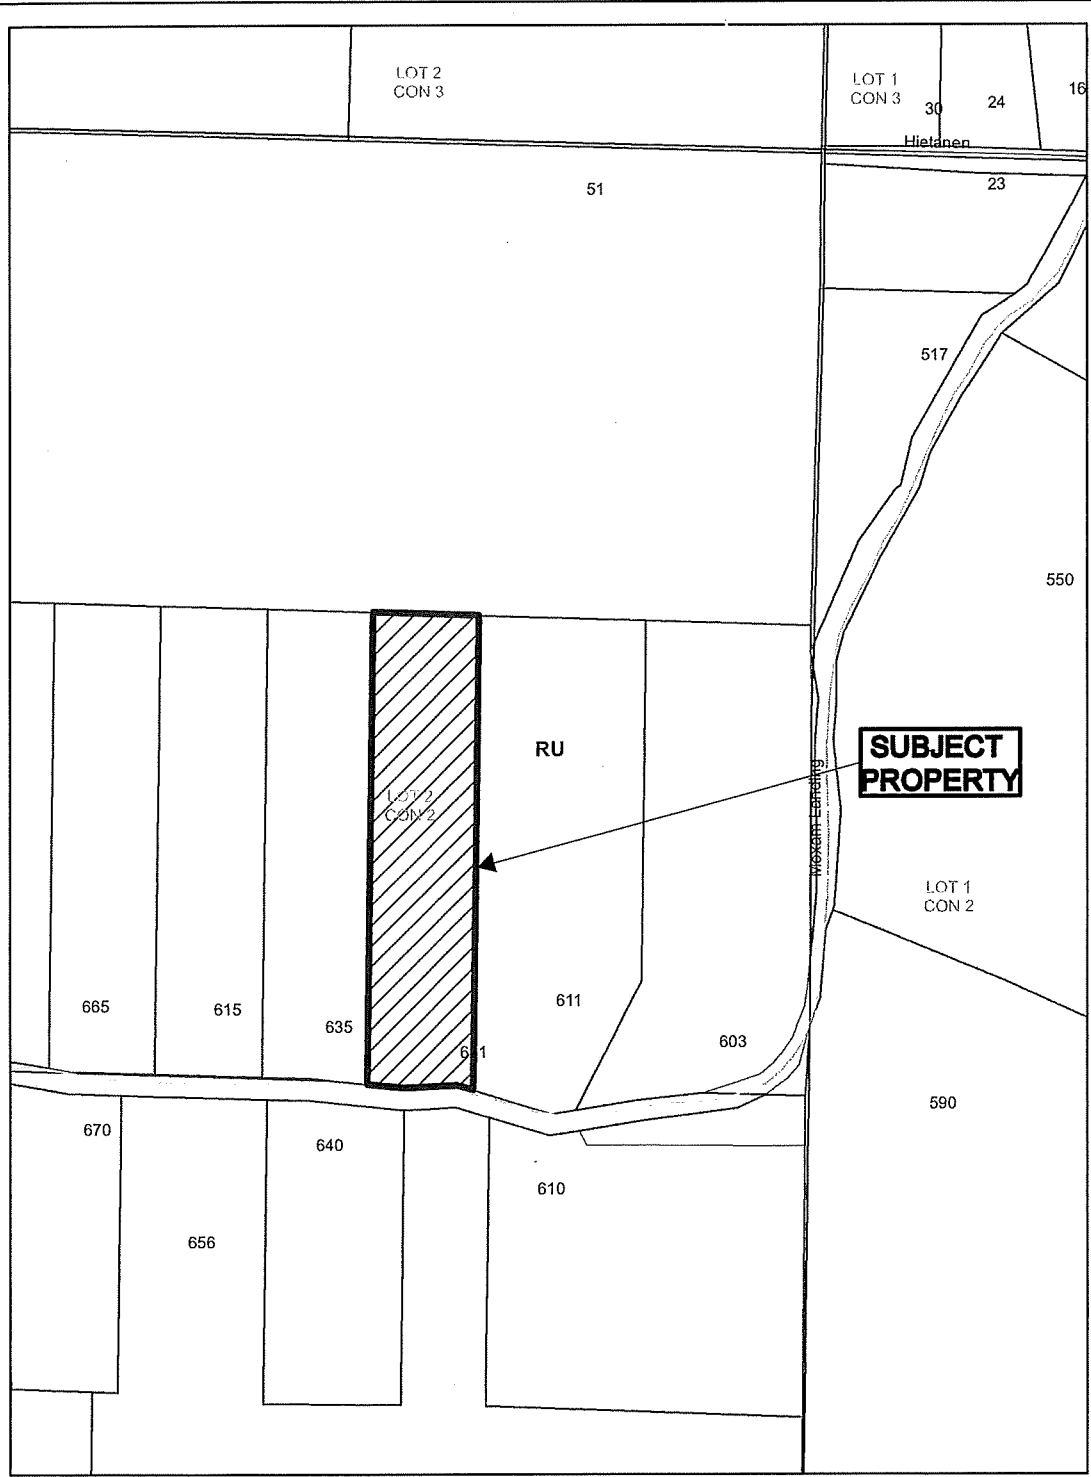 LOT 2
CON 3
LOT 1
CON 3
30
24
16
Hietanen
51
23
517
550
RU
SUBJECT
PROPERTY
LOT 2
CON 2
Moxam Landing
LOT 1
CON 2
665
615
635
611
603
590
670
640
610
656